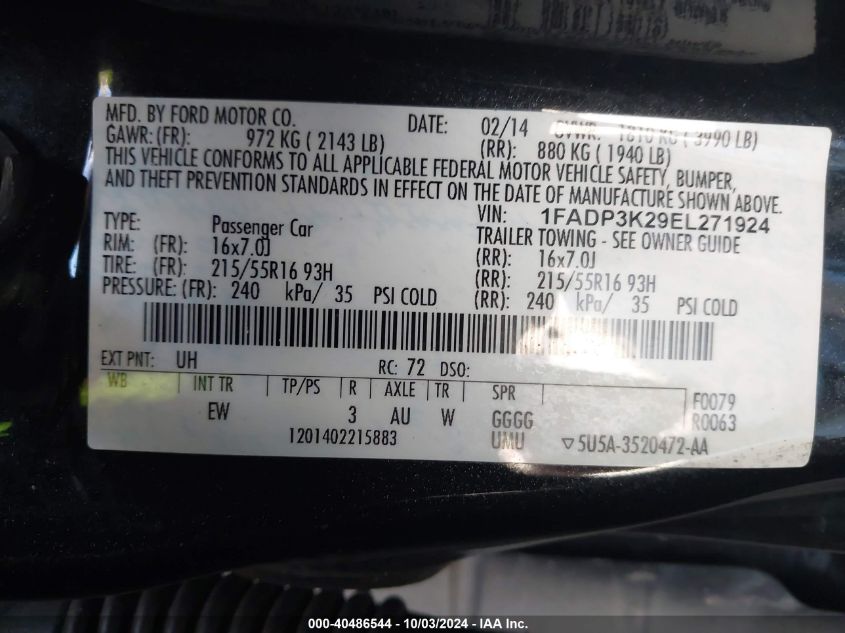 MFD. BY FORD MOTOR CO. DATE: 02/14 GVWR: 1810 KG ( 3990 LB)
GAWR: (FR): 972 KG ( 2143 LB) (RR): 880 KG ( 1940 LB)
THIS VEHICLE CONFORMS TO ALL APPLICABLE FEDERAL MOTOR VEHICLE SAFETY, BUMPER,
AND THEFT PREVENTION STANDARDS IN EFFECT ON THE DATE OF MANUFACTURE SHOWN ABOVE.
VIN: 1FADP3K29EL271924
TYPE: Passenger Car TRAILER TOWING - SEE OWNER GUIDE
RIM: (FR): 16x7.0J (RR): 16x7.0J
TIRE: (FR): 215/55R16 93H (RR): 215/55R16 93H
PRESSURE: (FR): 240 kPa/ 35 PSI COLD (RR): 240 kPa/ 35 PSI COLD
EXT PNT: UH RC: 72 DSO:
WB INT TR TP/PS R AXLE TR SPR F0079
EW 3 AU W GGGG R0063
1201402215883 UMU ▽5U5A-3520472-AA
000-40486544 - 10/03/2024 - IAA Inc.